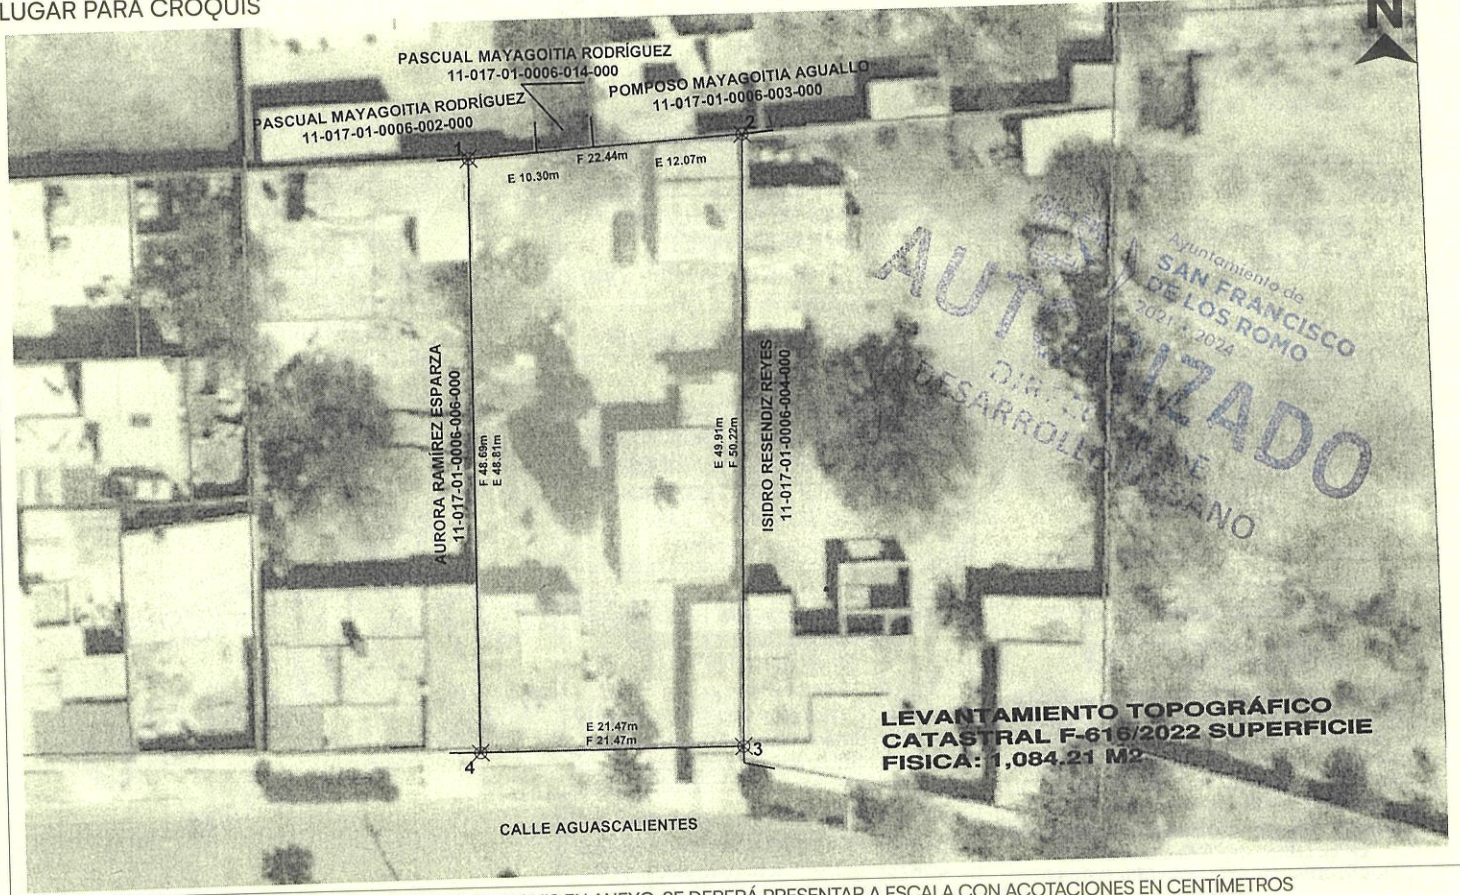 LUGAR PARA CROQUIS
N
PASCUAL MAYAGOITIA RODRÍGUEZ
11-017-01-0006-014-000
POMPOSO MAYAGOITIA AGUALLO
11-017-01-0006-003-000
PASCUAL MAYAGOITIA RODRÍGUEZ
11-017-01-0006-002-000
1
2
F 22.44m
E 12.07m
E 10.30m
AURORA RAMÍREZ ESPARZA
11-017-01-0006-006-000
F 48.69m
E 48.81m
E 49.91m
F 50.22m
ISIDRO RESENDIZ REYES
11-017-01-0006-004-000
Ayuntamiento de
SAN FRANCISCO
DE LOS ROMO
2021 2024
AUTORIZADO
DESARROLLO URBANO
E 21.47m
F 21.47m
4
3
LEVANTAMIENTO TOPOGRÁFICO
CATASTRAL F-616/2022 SUPERFICIE
FISICA: 1,084.21 M2
CALLE AGUASCALIENTES
EN ANEXO, SE DEBERÁ PRESENTAR A ESCALA CON ACOTACIONES EN CENTÍMETROS